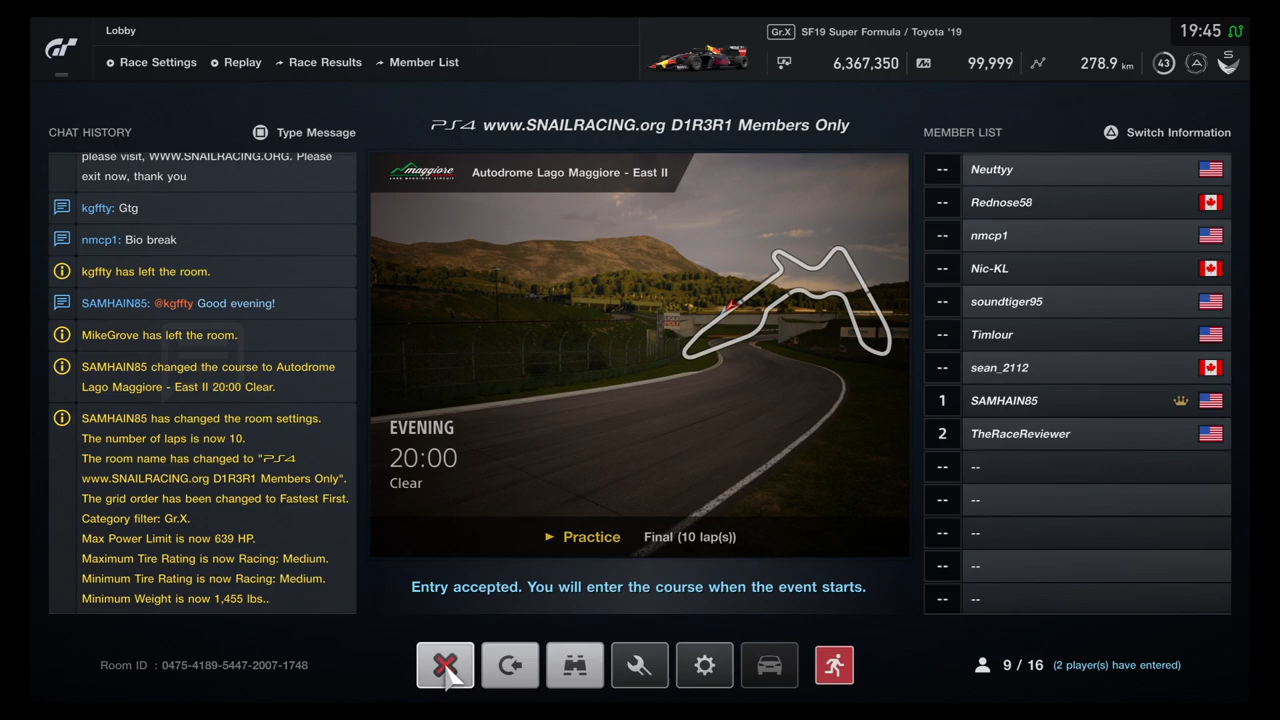 Lobby
Gr.X SF19 Super Formula / Toyota '19
19:45
Race Settings Replay Race Results Member List
6,367,350 99,999 278.9 km 43 A S
CHAT HISTORY Type Message
PS4 www.SNAILRACING.org D1R3R1 Members Only
MEMBER LIST Switch Information
please visit, WWW.SNAILRACING.ORG. Please
exit now, thank you
kgffty: Gtg
nmcp1: Bio break
kgffty has left the room.
SAMHAIN85: @kgffty Good evening!
MikeGrove has left the room.
SAMHAIN85 changed the course to Autodrome
Lago Maggiore - East II 20:00 Clear.
SAMHAIN85 has changed the room settings.
The number of laps is now 10.
The room name has changed to "PS4
www.SNAILRACING.org D1R3R1 Members Only".
The grid order has been changed to Fastest First.
Category filter: Gr.X.
Max Power Limit is now 639 HP.
Maximum Tire Rating is now Racing: Medium.
Minimum Tire Rating is now Racing: Medium.
Minimum Weight is now 1,455 lbs..
maggiore Autodrome Lago Maggiore - East II
EVENING
20:00
Clear
Practice Final (10 lap(s))
Entry accepted. You will enter the course when the event starts.
-- Neuttyy
-- Rednose58
-- nmcp1
-- Nic-KL
-- soundtiger95
-- Timlour
-- sean_2112
1 SAMHAIN85
2 TheRaceReviewer
-- --
-- --
-- --
-- --
-- --
Room ID : 0475-4189-5447-2007-1748
9 / 16 (2 player(s) have entered)